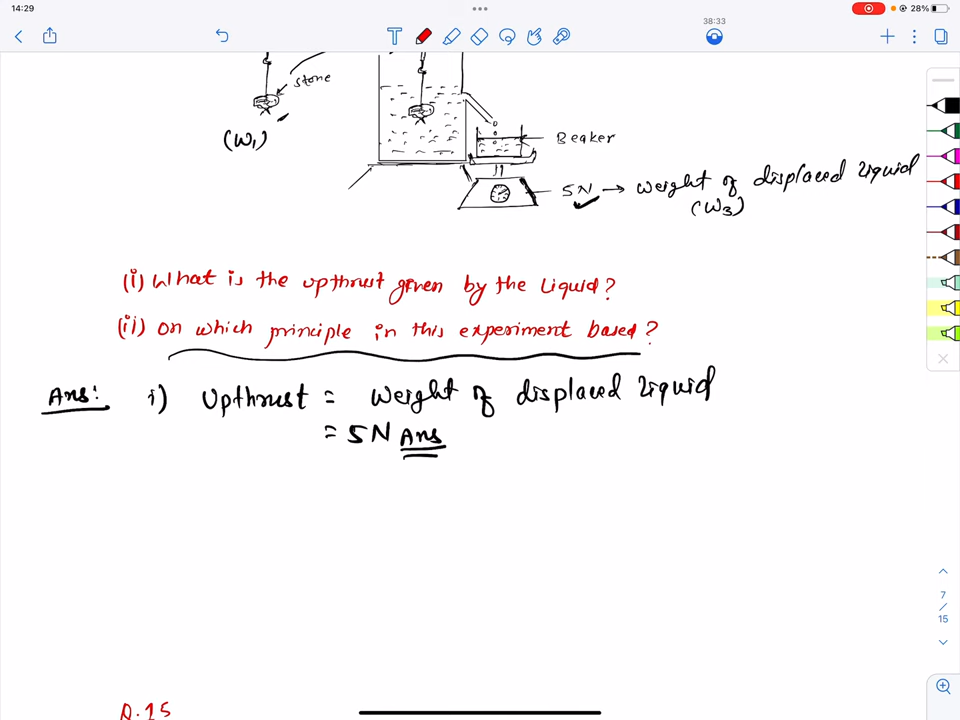 14:29
28%
38:33
T
stone
(W1)
Beaker
5N → weight of displaced liquid
(W3)
(i) What is the upthrust given by the Liquid?
(ii) on which principle in this experiment based?
Ans: i) Upthrust = Weight of displaced liquid
= 5N Ans
7
/
15
Q.25